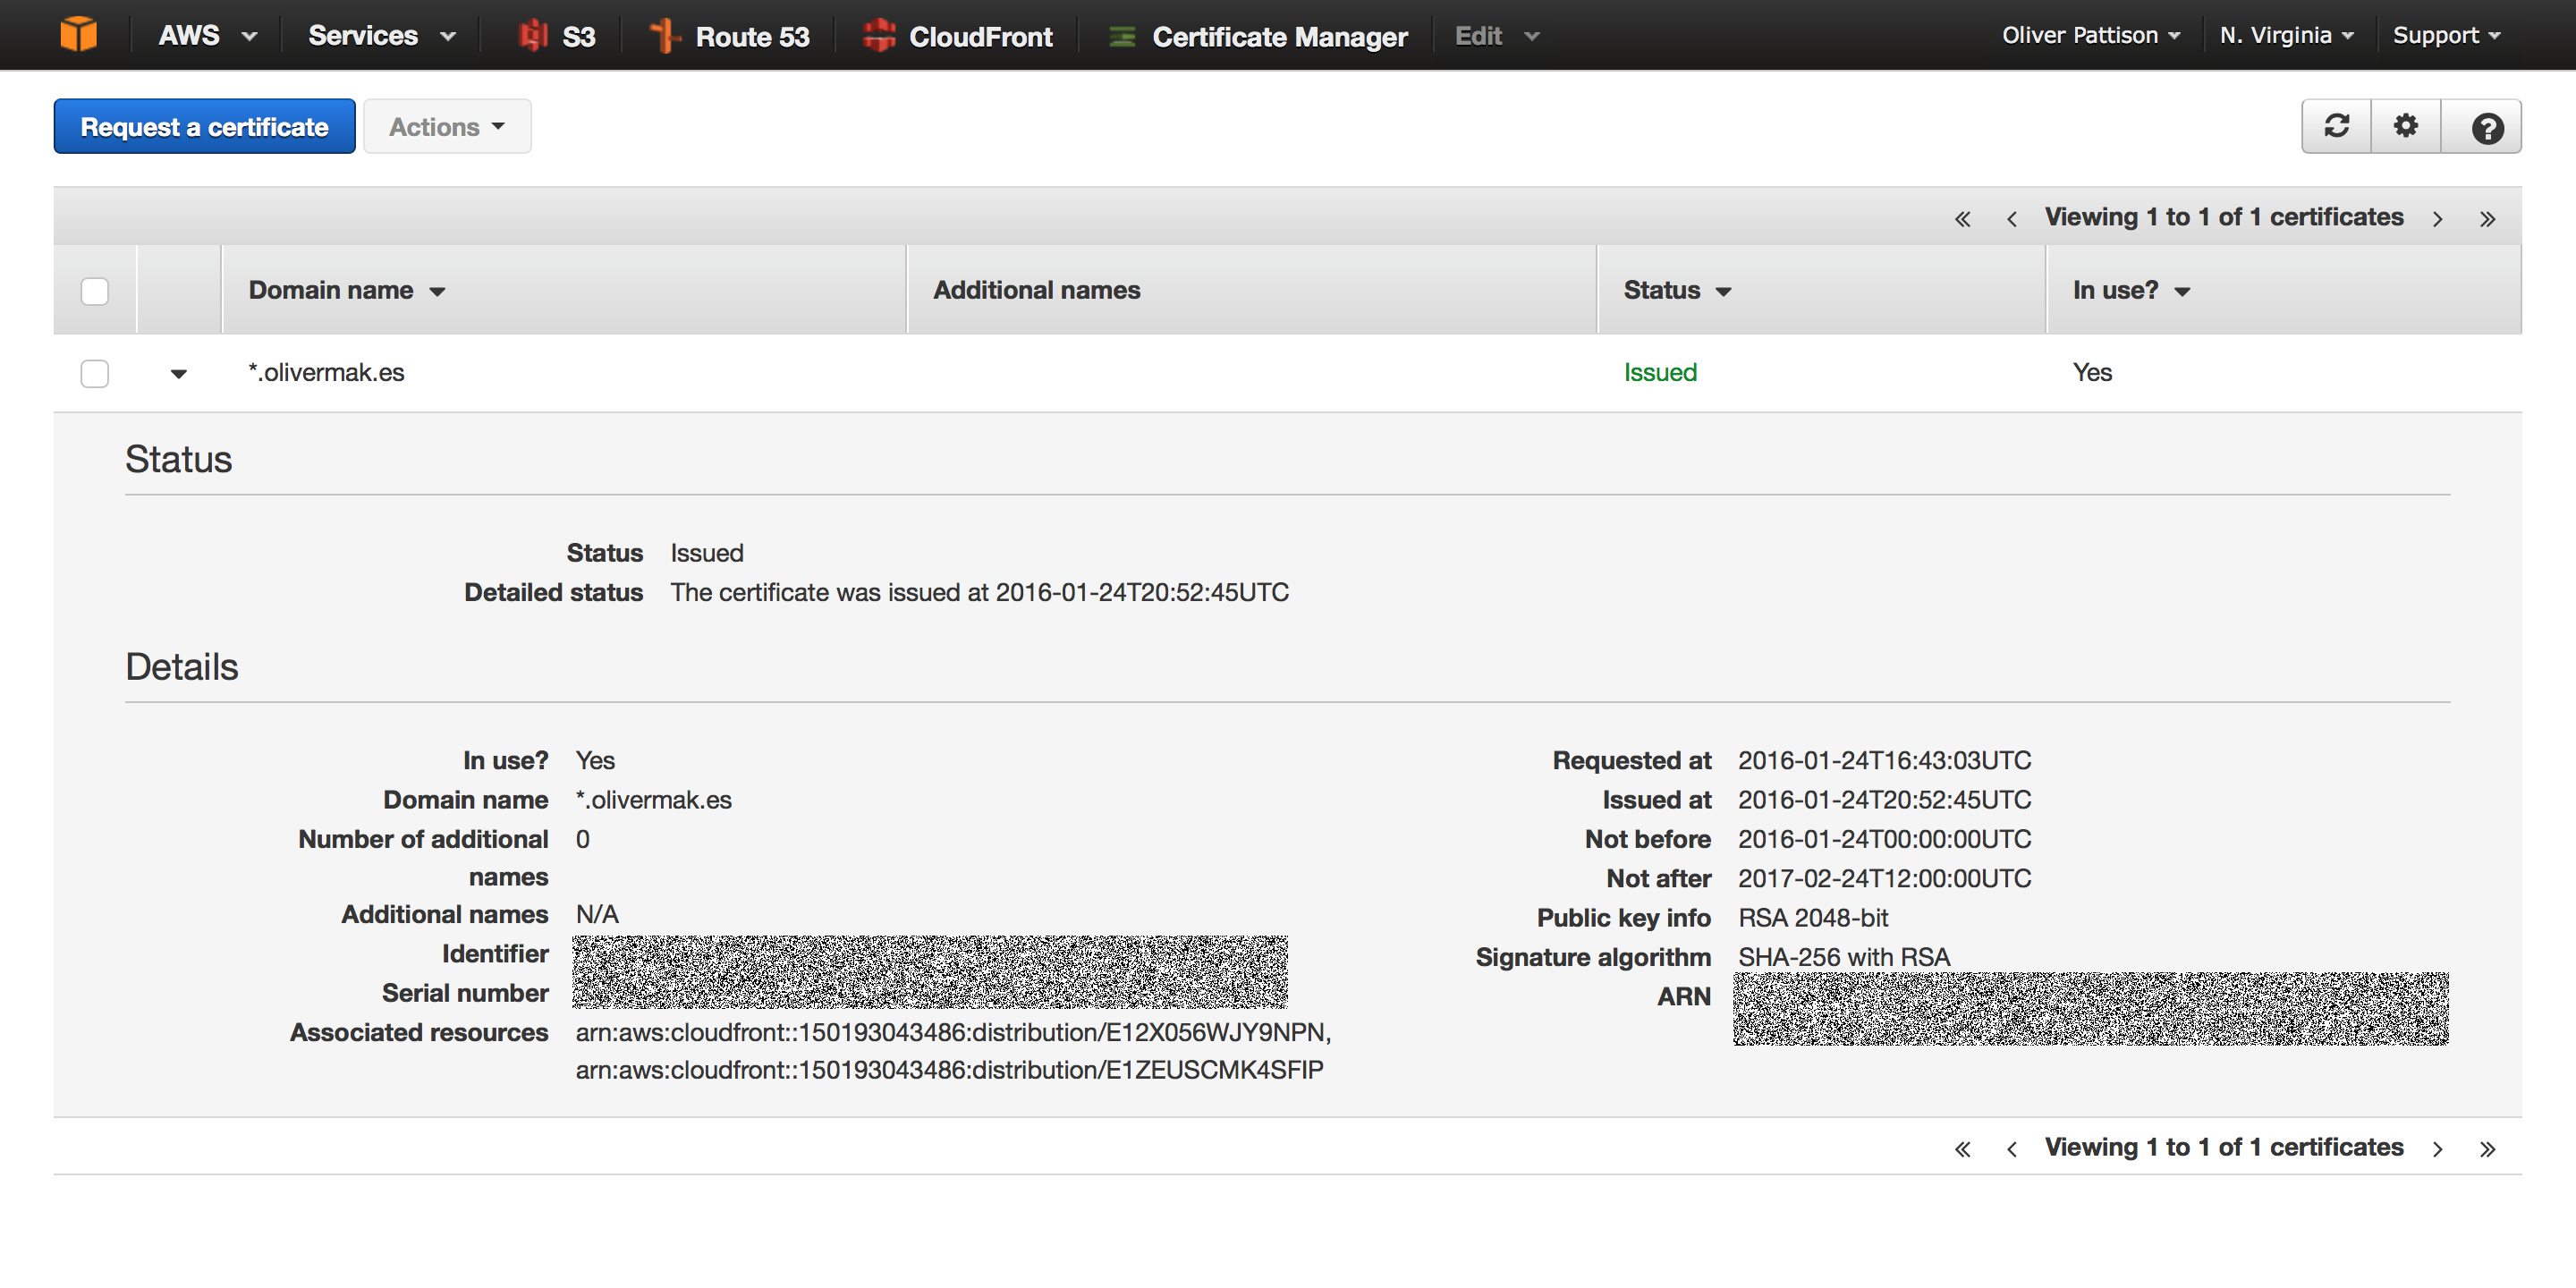 AWS Services S3 Route 53 CloudFront Certificate Manager Edit Oliver Pattison N. Virginia Support
Request a certificate Actions
« ‹ Viewing 1 to 1 of 1 certificates › »
Domain name Additional names Status In use?
*.olivermak.es Issued Yes
Status
Status Issued
Detailed status The certificate was issued at 2016-01-24T20:52:45UTC
Details
In use? Yes
Domain name *.olivermak.es
Number of additional names 0
Additional names N/A
Identifier
Serial number
Associated resources arn:aws:cloudfront::150193043486:distribution/E12X056WJY9NPN,
arn:aws:cloudfront::150193043486:distribution/E1ZEUSCMK4SFIP
Requested at 2016-01-24T16:43:03UTC
Issued at 2016-01-24T20:52:45UTC
Not before 2016-01-24T00:00:00UTC
Not after 2017-02-24T12:00:00UTC
Public key info RSA 2048-bit
Signature algorithm SHA-256 with RSA
ARN
« ‹ Viewing 1 to 1 of 1 certificates › »